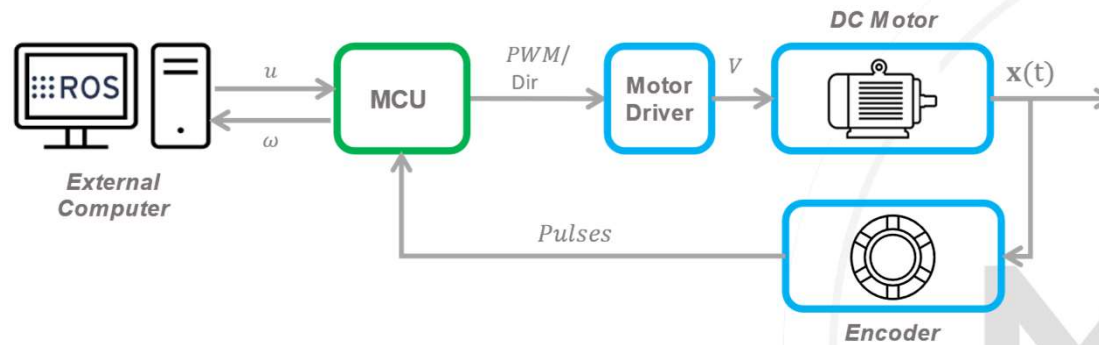 DC Motor
ROS
u
ω
MCU
PWM/
Dir
Motor
Driver
V
x(t)
External
Computer
Pulses
Encoder
M